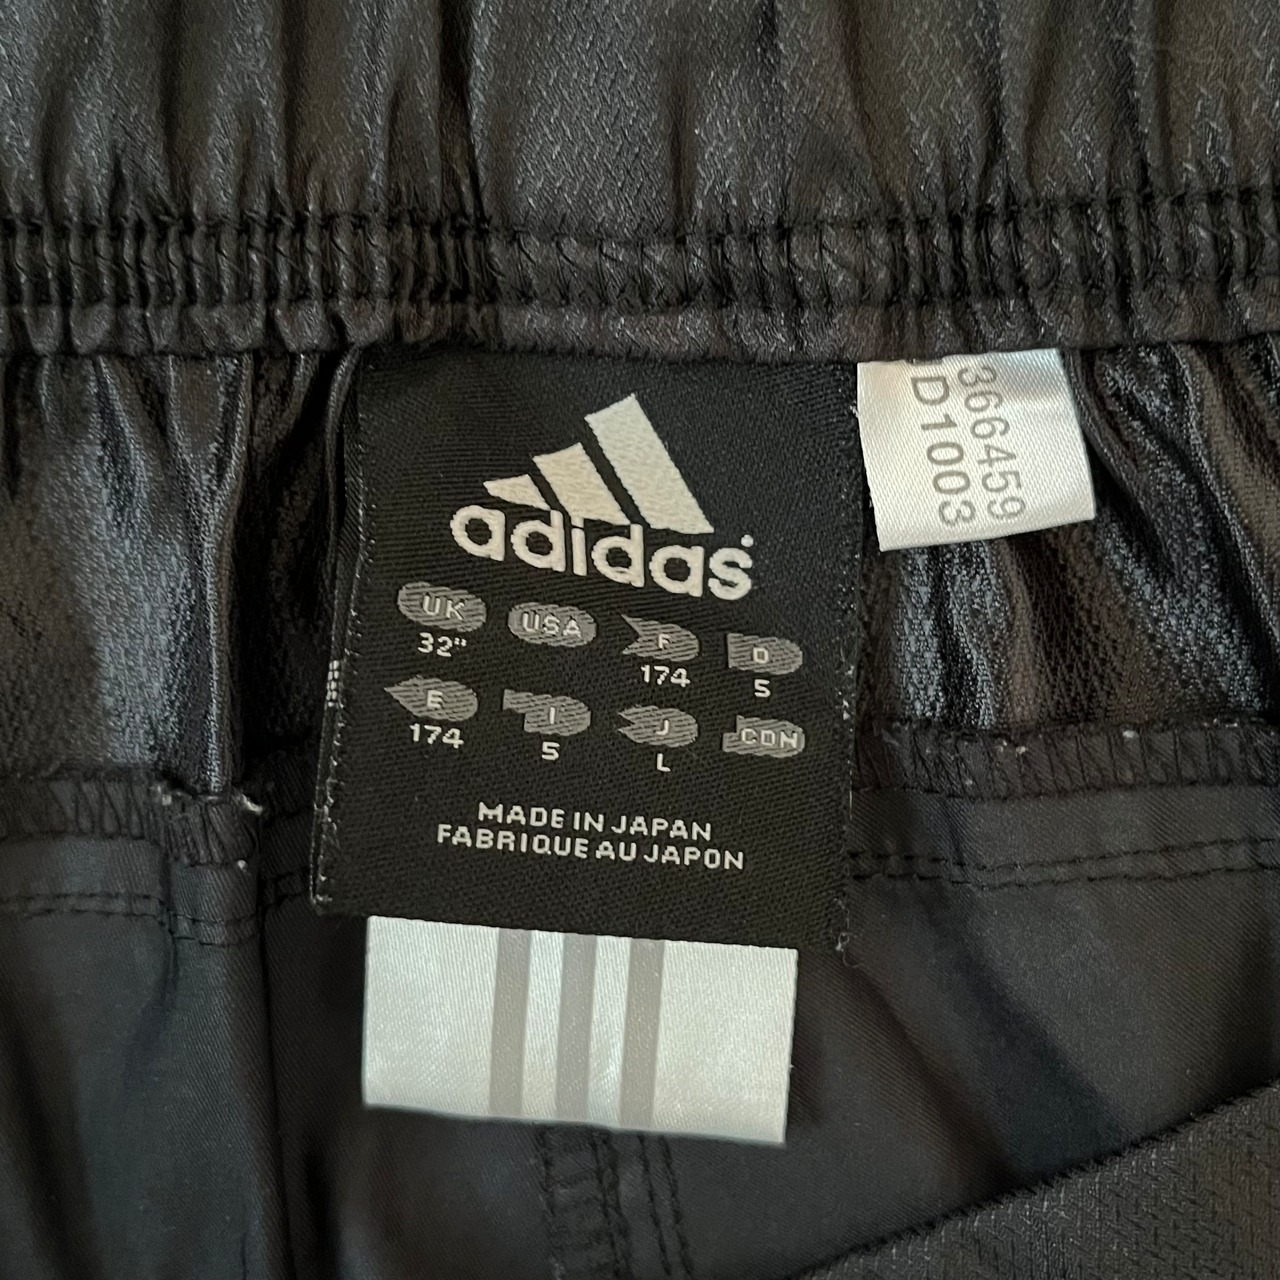 adidas
UK USA F D
32" 174 5
E I J CDN
174 5 L
MADE IN JAPAN
FABRIQUE AU JAPON
366459
D1003